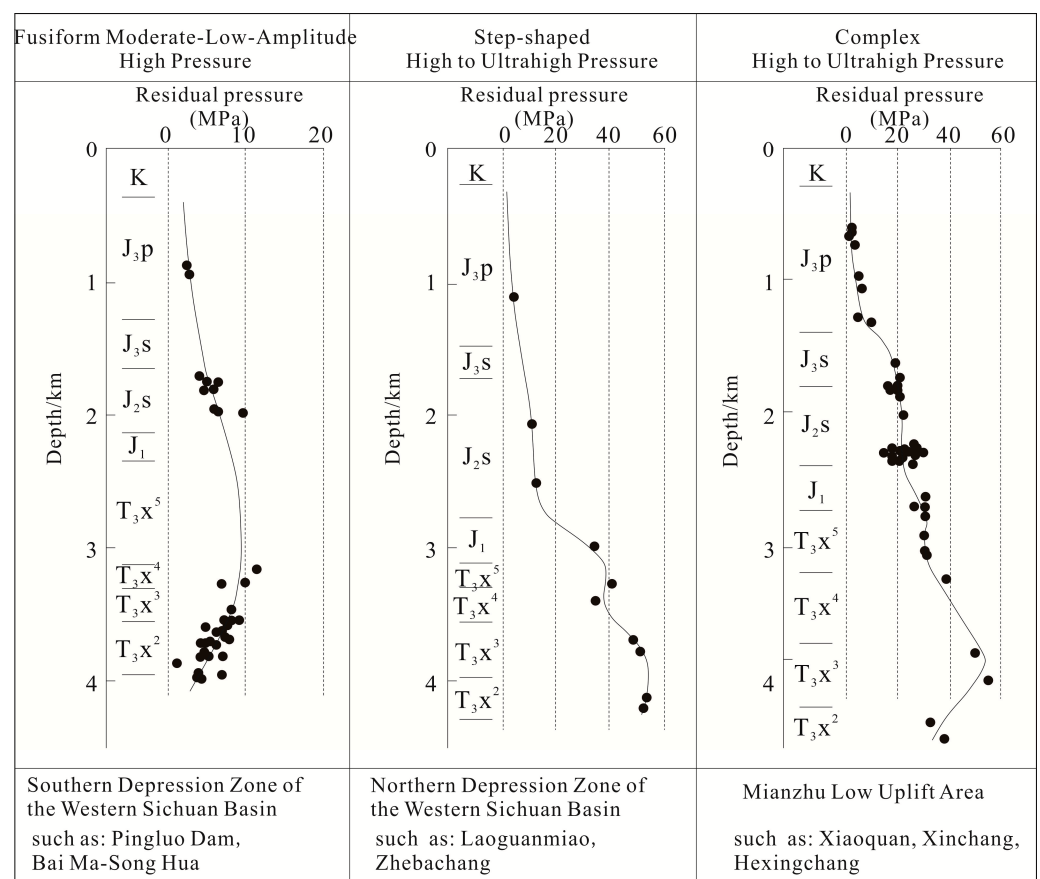 Fusiform Moderate-Low-Amplitude
High Pressure
Step-shaped
High to Ultrahigh Pressure
Complex
High to Ultrahigh Pressure
Residual pressure
(MPa)
0 10 20
Depth/km
0
1
2
3
4
K
J₃p
J₃s
J₂s
J₁
T₃x⁵
T₃x⁴
T₃x³
T₃x²
Residual pressure
(MPa)
0 20 40 60
Depth/km
0
1
2
3
4
K
J₃p
J₃s
J₂s
J₁
T₃x⁵
T₃x⁴
T₃x³
T₃x²
Residual pressure
(MPa)
0 20 40 60
Depth/km
0
1
2
3
4
K
J₃p
J₃s
J₂s
J₁
T₃x⁵
T₃x⁴
T₃x³
T₃x²
Southern Depression Zone of
the Western Sichuan Basin
such as: Pingluo Dam,
Bai Ma-Song Hua
Northern Depression Zone of
the Western Sichuan Basin
such as: Laoguanmiao,
Zhebachang
Mianzhu Low Uplift Area
such as: Xiaoquan, Xinchang,
Hexingchang